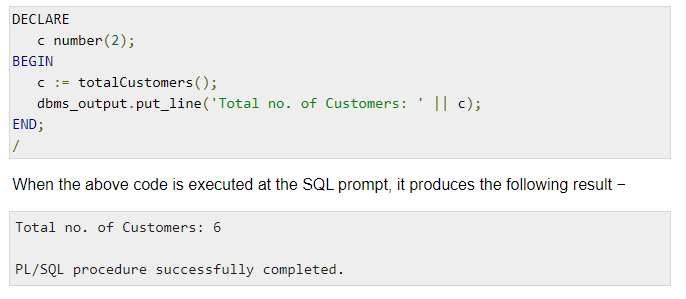 DECLARE
   c number(2);
BEGIN
   c := totalCustomers();
   dbms_output.put_line('Total no. of Customers: ' || c);
END;
/
When the above code is executed at the SQL prompt, it produces the following result −
Total no. of Customers: 6
PL/SQL procedure successfully completed.